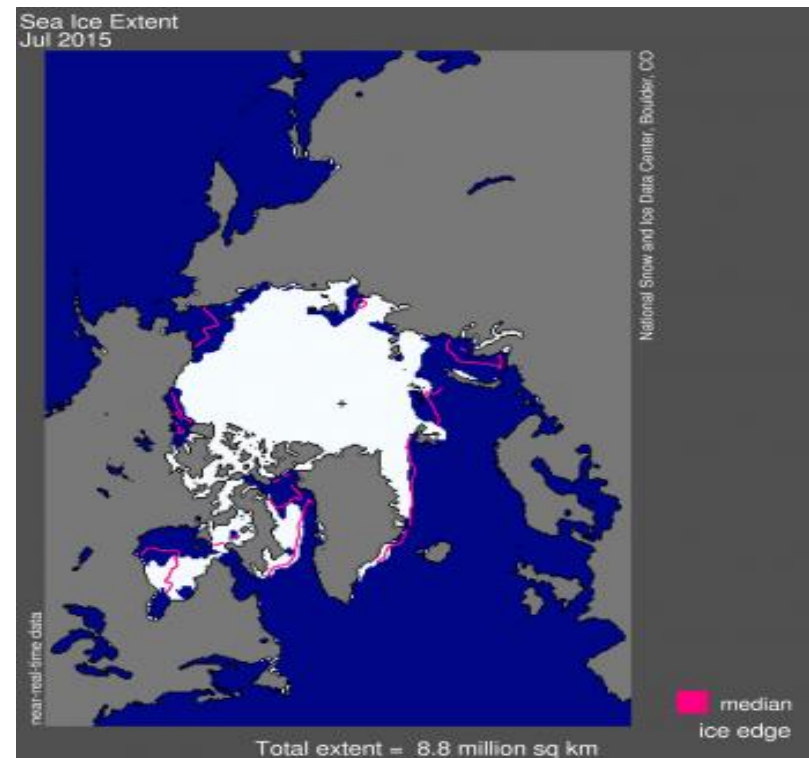 Sea Ice Extent
Jul 2015
National Snow and Ice Data Center, Boulder, CO
near-real-time data
median
ice edge
Total extent = 8.8 million sq km